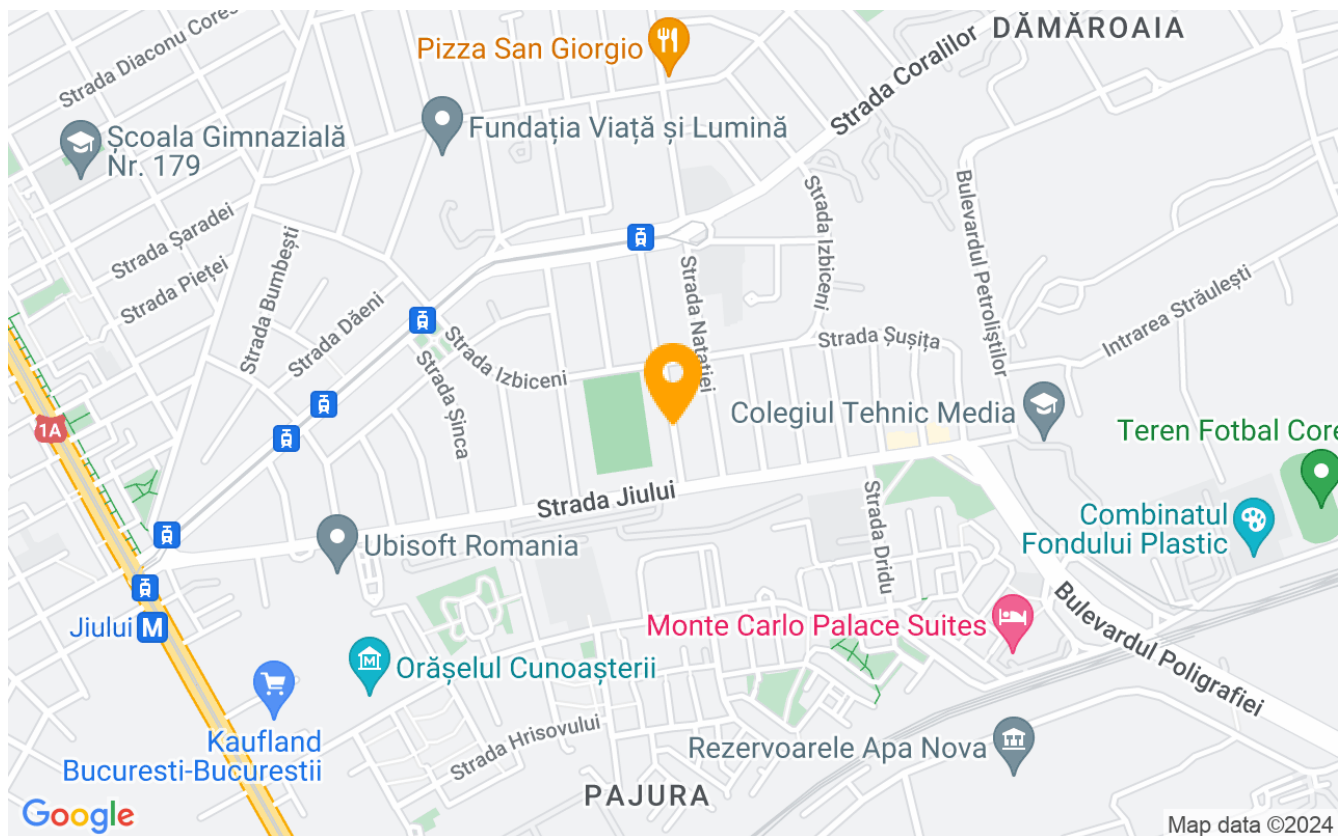 DĂMĂROAIA
Strada Diaconu Cores
Pizza San Giorgio
Strada Coralilor
Fundația Viață și Lumină
Școala Gimnazială
Nr. 179
Strada Izbiceni
Bulevardul Petroliștilor
Strada Șaradei
Strada Pieței
Strada Bumbești
Strada Dăeni
Strada Natației
Intrarea Străulești
Strada Șușița
Strada Izbiceni
Strada Șinca
1A
Colegiul Tehnic Media
Teren Fotbal Core
Strada Jiului
Strada Dridu
Combinatul
Fondului Plastic
Ubisoft Romania
Jiului M
Monte Carlo Palace Suites
Bulevardul Poligrafiei
M
Orășelul Cunoașterii
Strada Hrisovului
Kaufland
Bucuresti-Bucurestii
Rezervoarele Apa Nova
PAJURA
Google
Map data ©2024